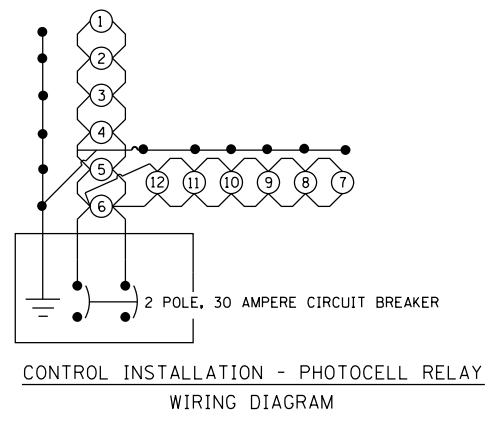 1
2
3
4
5
6
12 11 10 9 8 7
2 POLE, 30 AMPERE CIRCUIT BREAKER
CONTROL INSTALLATION - PHOTOCELL RELAY
WIRING DIAGRAM